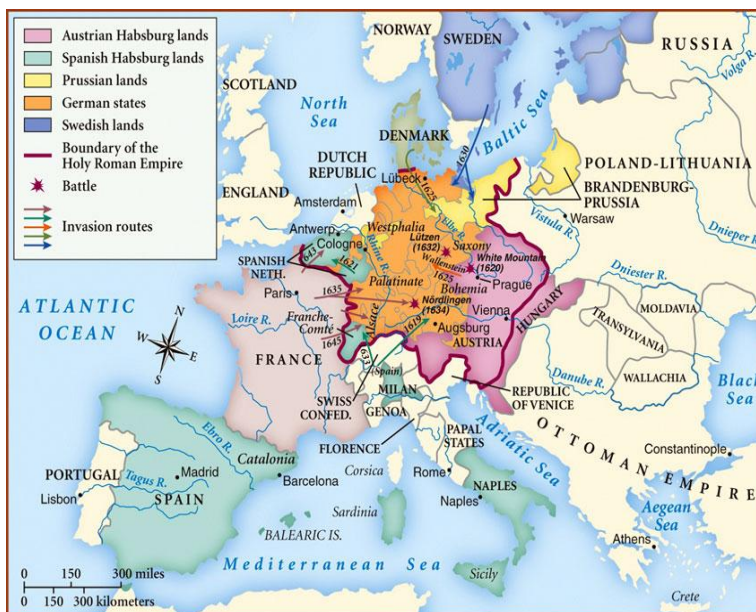 Austrian Habsburg lands
Spanish Habsburg lands
Prussian lands
German states
Swedish lands
Boundary of the
Holy Roman Empire
Battle
Invasion routes
NORWAY
SWEDEN
RUSSIA
Volga R.
SCOTLAND
North
Sea
Baltic Sea
1630
DENMARK
POLAND-LITHUANIA
DUTCH
REPUBLIC
Lübeck
1625
BRANDENBURG-
PRUSSIA
ENGLAND
Amsterdam
Elbe R.
Vistula R.
Warsaw
Dnieper R.
Antwerp
Westphalia
Cologne
Rhine R.
Lützen
(1632)
Saxony
Wallenstein
White Mountain
(1620)
SPANISH
NETH.
1643
1621
1625
Prague
Bohemia
Palatinate
Dniester R.
ATLANTIC
OCEAN
Paris
1635
Nördlingen
(1634)
Vienna
HUNGARY
MOLDAVIA
TRANSYLVANIA
Loire R.
Franche-
Comté
Alsace
1619
Augsburg
AUSTRIA
N
W
E
S
FRANCE
1645
1633
(Spain)
Danube R.
WALLACHIA
Black
Sea
SWISS
CONFED.
MILAN
REPUBLIC
OF VENICE
GENOA
OTTOMAN EMPIRE
FLORENCE
PAPAL
STATES
Adriatic Sea
Constantinople
Ebro R.
Catalonia
Corsica
PORTUGAL
Madrid
Tagus R.
Barcelona
Rome
NAPLES
Lisbon
SPAIN
Sardinia
Naples
Aegean
Sea
BALEARIC IS.
Athens
0 150 300 miles
Mediterranean Sea
0 150 300 kilometers
Sicily
Crete